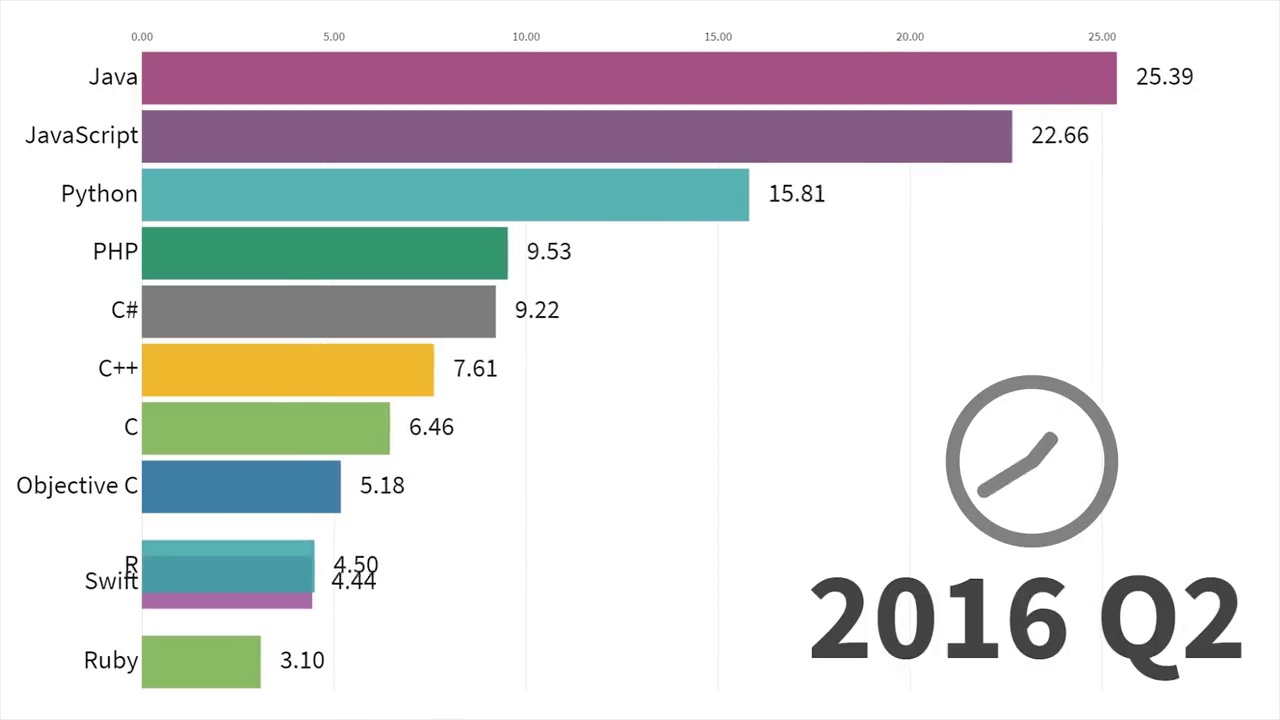 0.00 5.00 10.00 15.00 20.00 25.00
Java 25.39
JavaScript 22.66
Python 15.81
PHP 9.53
C# 9.22
C++ 7.61
C 6.46
Objective C 5.18
R 4.50
Swift 4.44
Ruby 3.10
2016 Q2